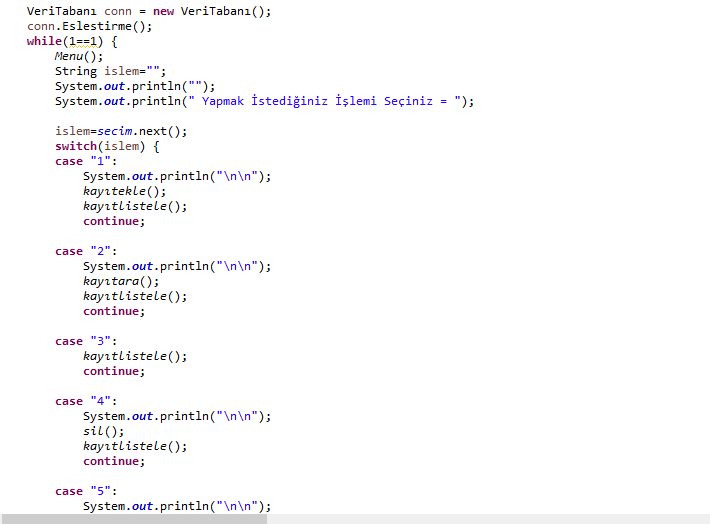 VeriTabanı conn = new VeriTabanı();
conn.Eslestirme();
while(1==1) {
Menu();
String islem="";
System.out.println("");
System.out.println(" Yapmak İstediğiniz İşlemi Seçiniz = ");
islem=secim.next();
switch(islem) {
case "1":
System.out.println("\n\n");
kayıtekle();
kayıtlistele();
continue;
case "2":
System.out.println("\n\n");
kayıtara();
kayıtlistele();
continue;
case "3":
kayıtlistele();
continue;
case "4":
System.out.println("\n\n");
sil();
kayıtlistele();
continue;
case "5":
System.out.println("\n\n");